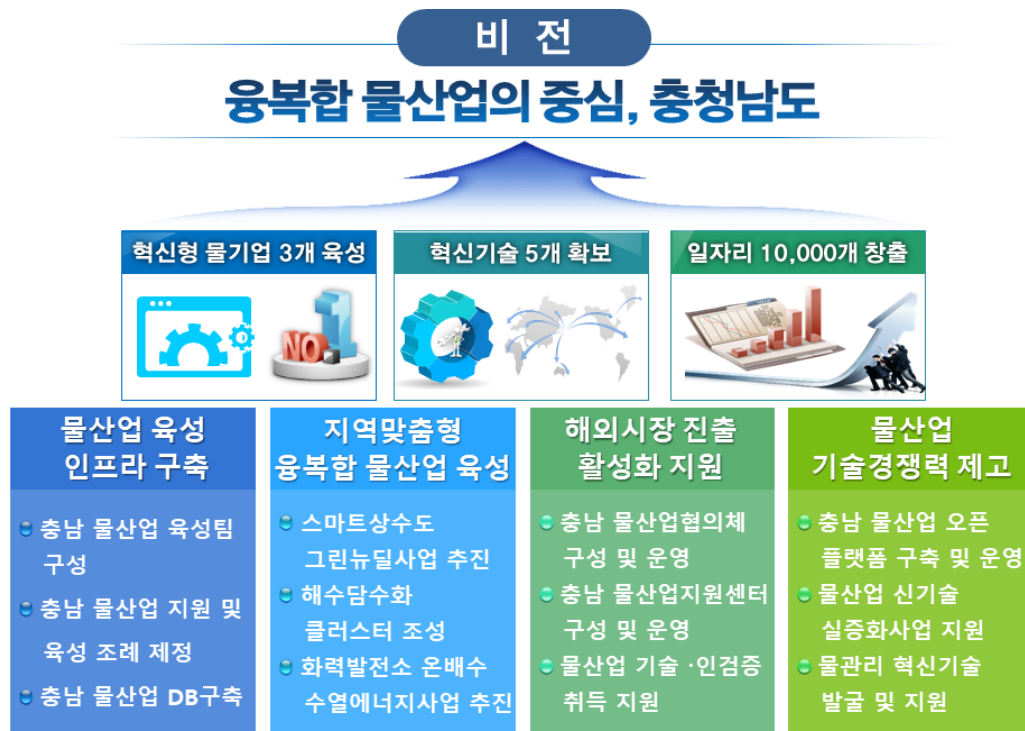 비 전
융복합 물산업의 중심, 충청남도
혁신형 물기업 3개 육성
혁신기술 5개 확보
일자리 10,000개 창출
NO.1
물산업 육성
인프라 구축
충남 물산업 육성팀
구성
충남 물산업 지원 및
육성 조례 제정
충남 물산업 DB구축
지역맞춤형
융복합 물산업 육성
스마트상수도
그린뉴딜사업 추진
해수담수화
클러스터 조성
화력발전소 온배수
수열에너지사업 추진
해외시장 진출
활성화 지원
충남 물산업협의체
구성 및 운영
충남 물산업지원센터
구성 및 운영
물산업 기술 ·인검증
취득 지원
물산업
기술경쟁력 제고
충남 물산업 오픈
플랫폼 구축 및 운영
물산업 신기술
실증화사업 지원
물관리 혁신기술
발굴 및 지원